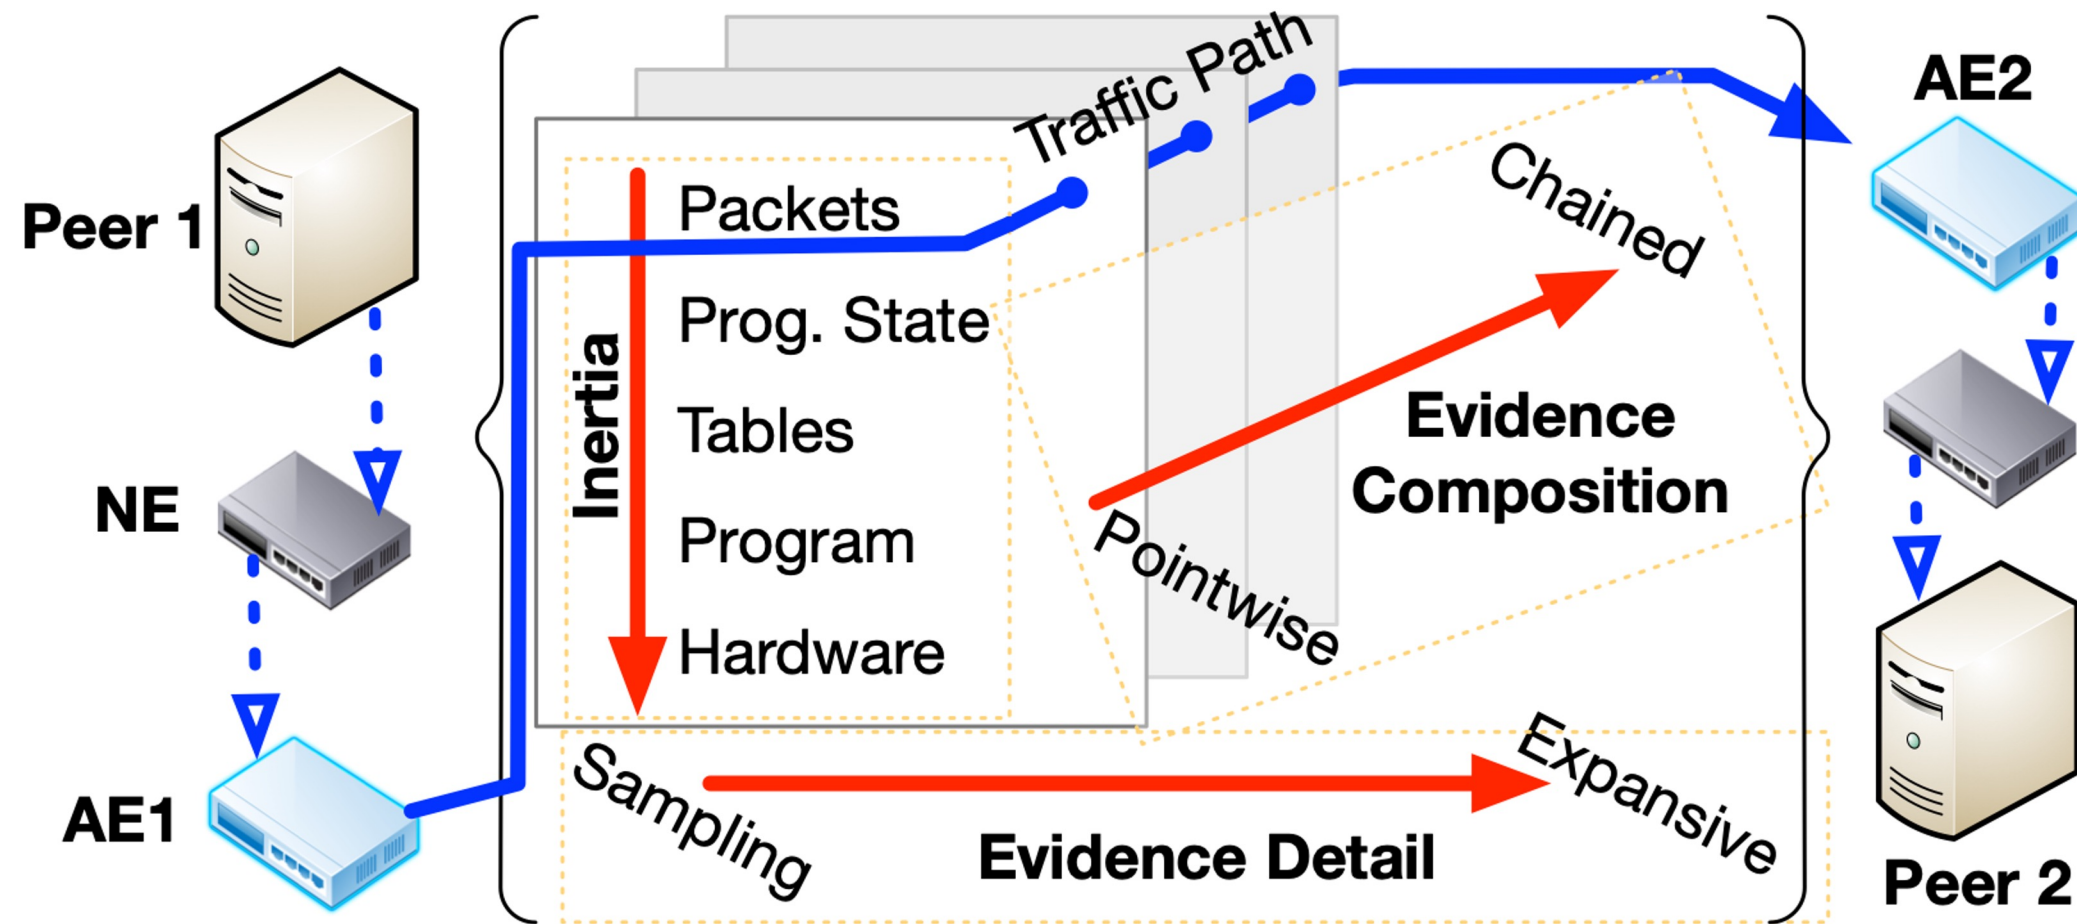 Peer 1
NE
AE1
Traffic Path
Packets
Prog. State
Tables
Program
Hardware
Inertia
Chained
Evidence
Composition
Pointwise
Sampling
Expansive
Evidence Detail
AE2
Peer 2